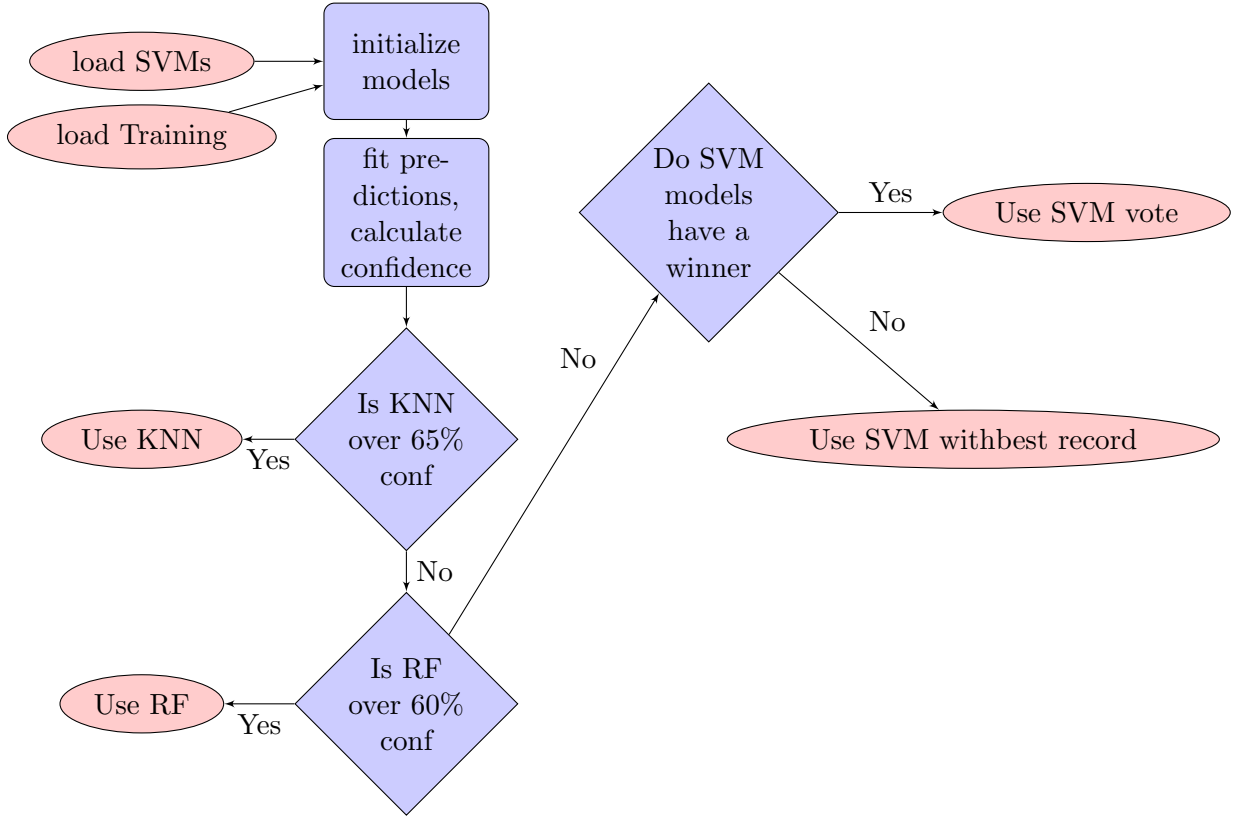 load SVMs
initialize
models
load Training
fit pre-
dictions,
calculate
confidence
Is KNN
over 65%
conf
Yes
Use KNN
No
Is RF
over 60%
conf
Yes
Use RF
No
Do SVM
models
have a
winner
Yes
Use SVM vote
No
Use SVM withbest record